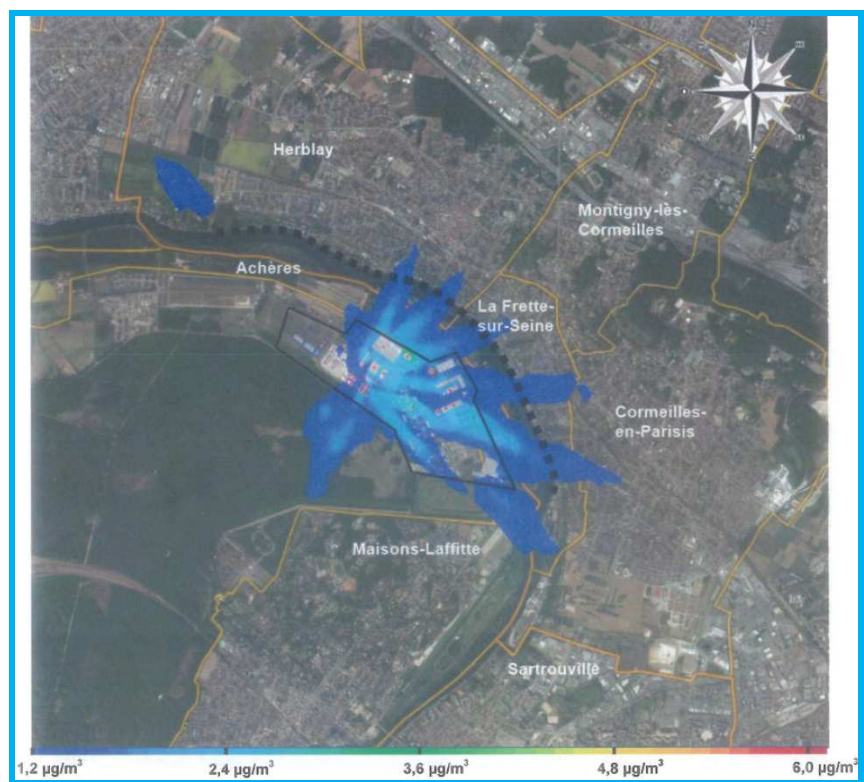 Herblay
Montigny-lès-
Cormeilles
Achères
La Frette-
sur-Seine
Cormeilles-
en-Parisis
Maisons-Laffitte
Sartrouville
1,2 µg/m³ 2,4 µg/m³ 3,6 µg/m³ 4,8 µg/m³ 6,0 µg/m³